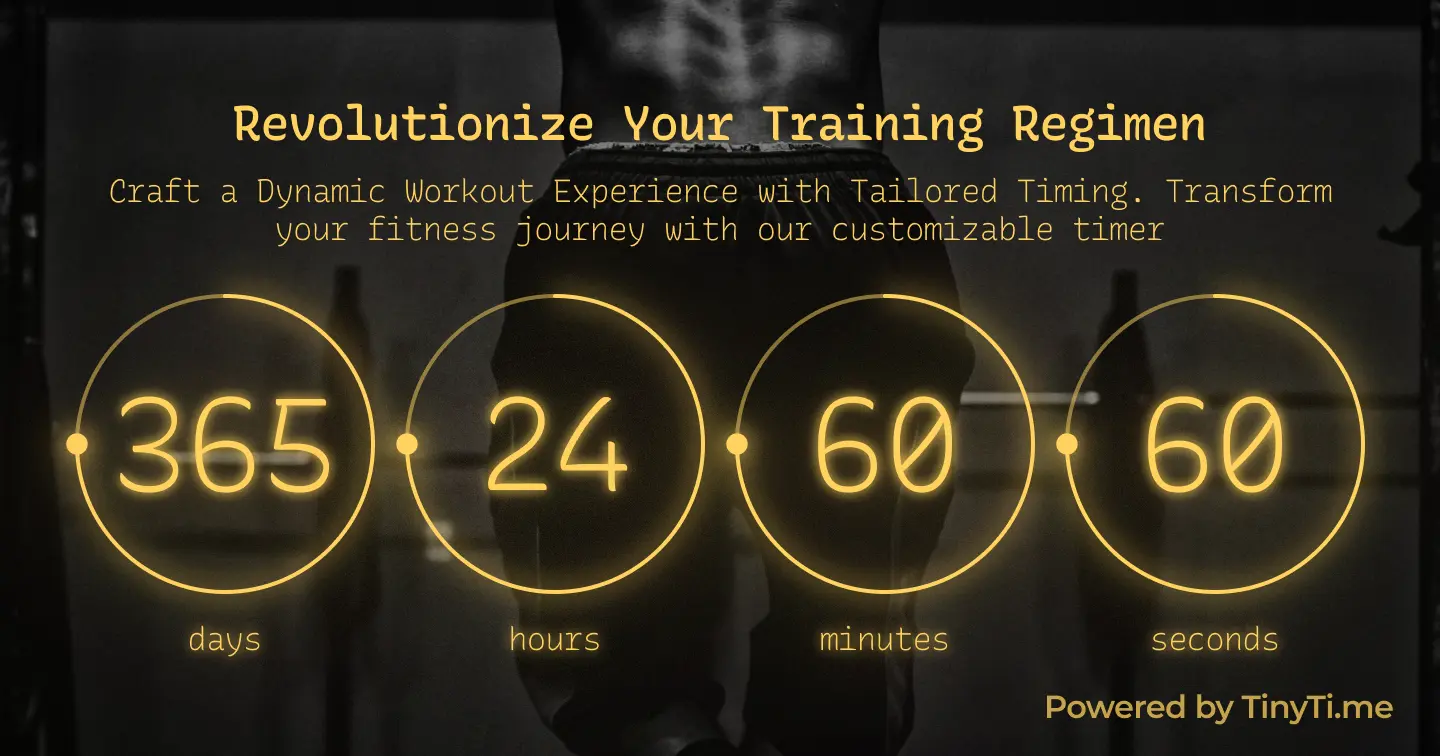 Revolutionize Your Training Regimen
Craft a Dynamic Workout Experience with Tailored Timing. Transform
your fitness journey with our customizable timer
365 24 60 60
days hours minutes seconds
Powered by TinyTi.me